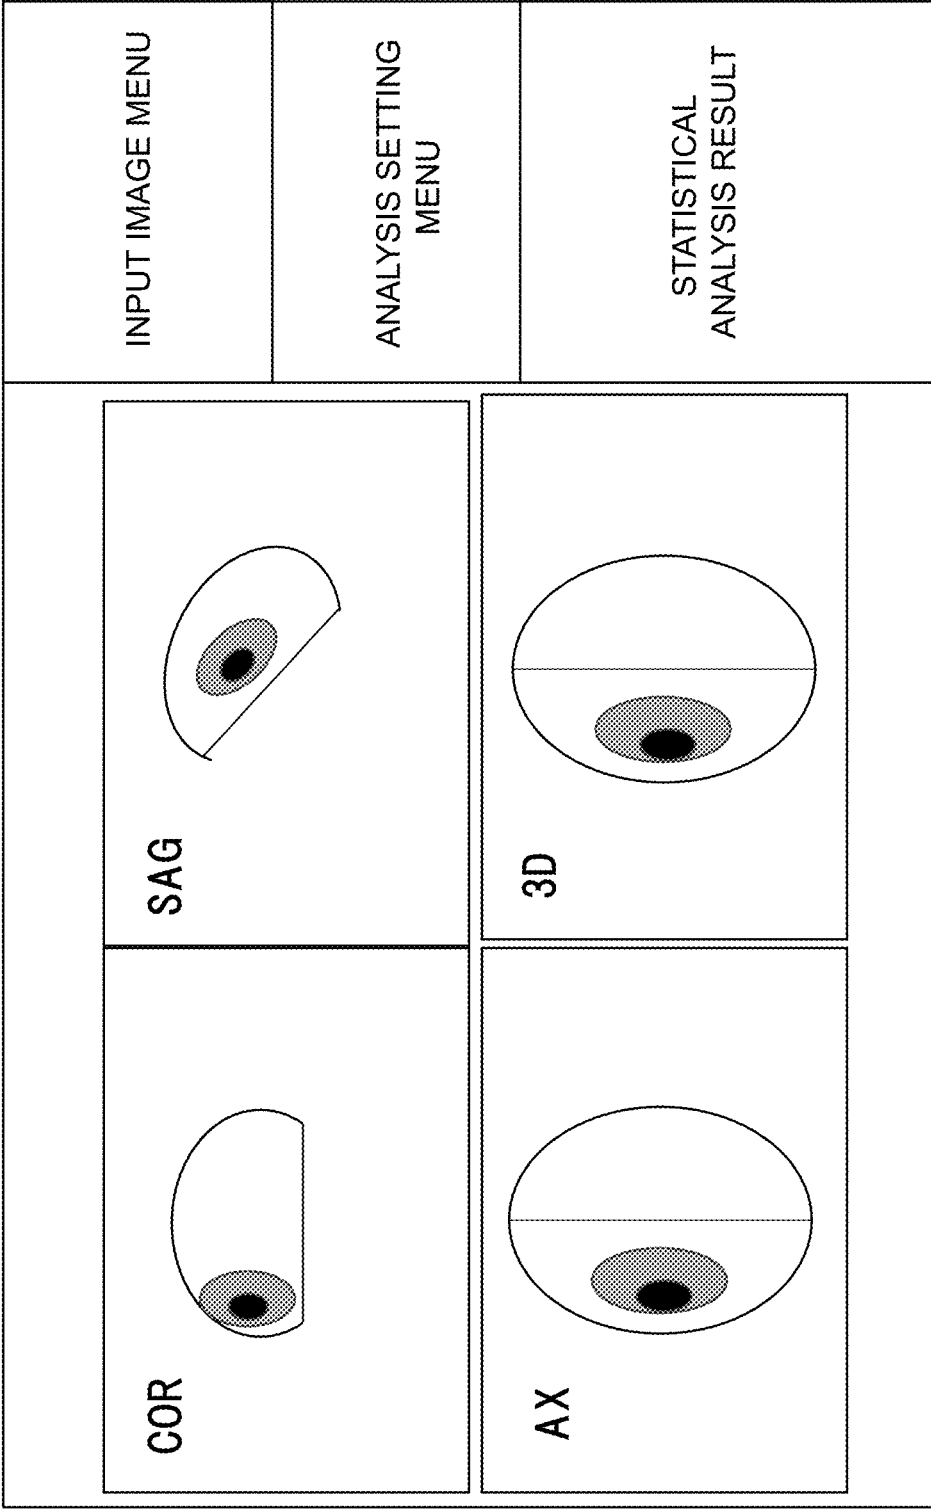 COR
SAG
AX
3D
INPUT IMAGE MENU
ANALYSIS SETTING
MENU
STATISTICAL
ANALYSIS RESULT